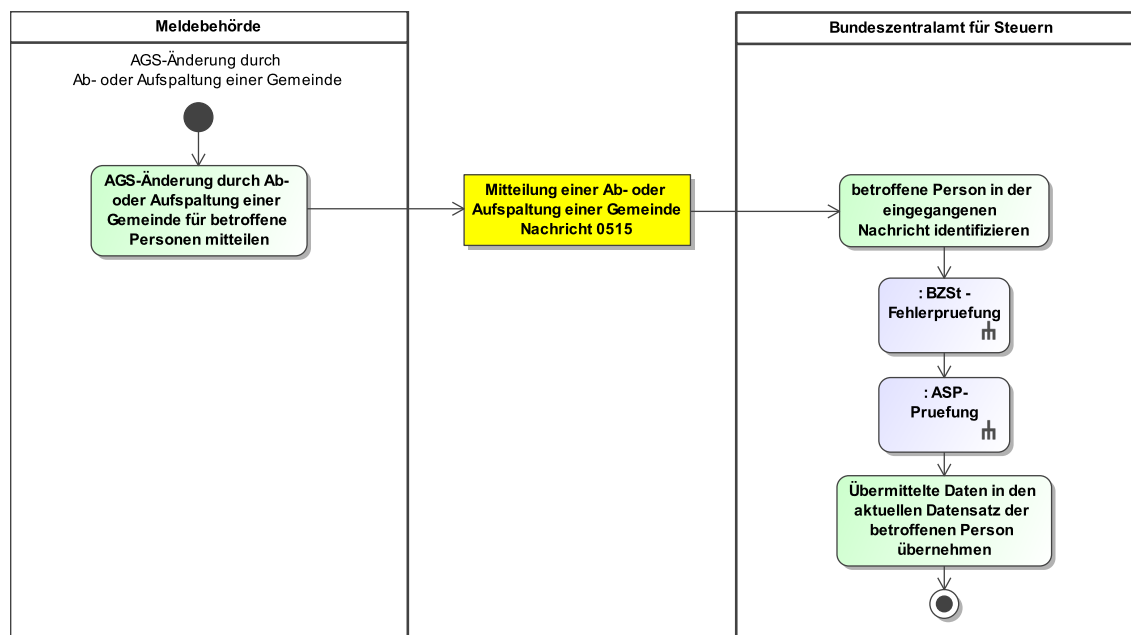 Meldebehörde
AGS-Änderung durch
Ab- oder Aufspaltung einer Gemeinde
AGS-Änderung durch Ab-
oder Aufspaltung einer
Gemeinde für betroffene
Personen mitteilen
Mitteilung einer Ab- oder
Aufspaltung einer Gemeinde
Nachricht 0515
Bundeszentralamt für Steuern
betroffene Person in der
eingegangenen
Nachricht identifizieren
: BZSt -
Fehlerpruefung
: ASP-
Pruefung
Übermittelte Daten in den
aktuellen Datensatz der
betroffenen Person
übernehmen